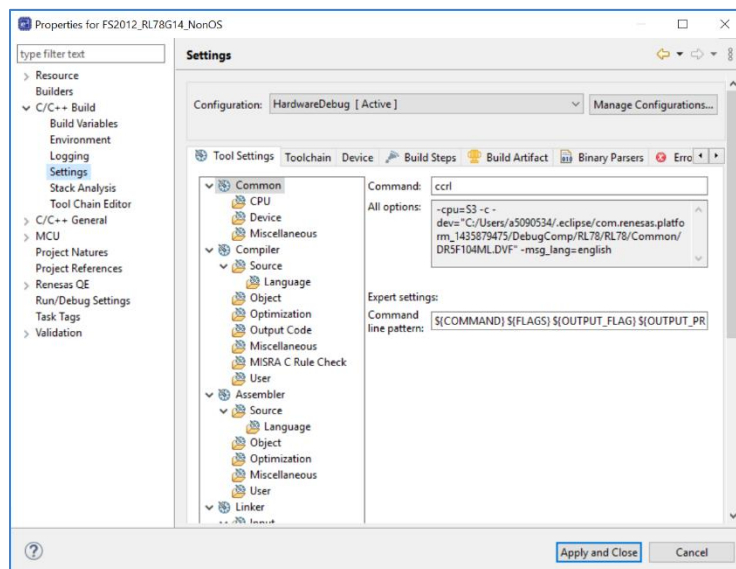 Properties for FS2012_RL78G14_NonOS
type filter text
Resource
Builders
C/C++ Build
Build Variables
Environment
Logging
Settings
Stack Analysis
Tool Chain Editor
C/C++ General
MCU
Project Natures
Project References
Renesas QE
Run/Debug Settings
Task Tags
Validation
Settings
Configuration: HardwareDebug [ Active ] Manage Configurations...
Tool Settings Toolchain Device Build Steps Build Artifact Binary Parsers Erro
Common
CPU
Device
Miscellaneous
Compiler
Source
Language
Object
Optimization
Output Code
Miscellaneous
MISRA C Rule Check
User
Assembler
Source
Language
Object
Optimization
Miscellaneous
User
Linker
Input
Command: ccrl
All options: -cpu=S3 -c -
dev="C:/Users/a5090534/.eclipse/com.renesas.platfo
rm_1435879475/DebugComp/RL78/RL78/Common/
DR5F104ML.DVF" -msg_lang=english
Expert settings:
Command
line pattern: ${COMMAND} ${FLAGS} ${OUTPUT_FLAG} ${OUTPUT_PR
Apply and Close Cancel